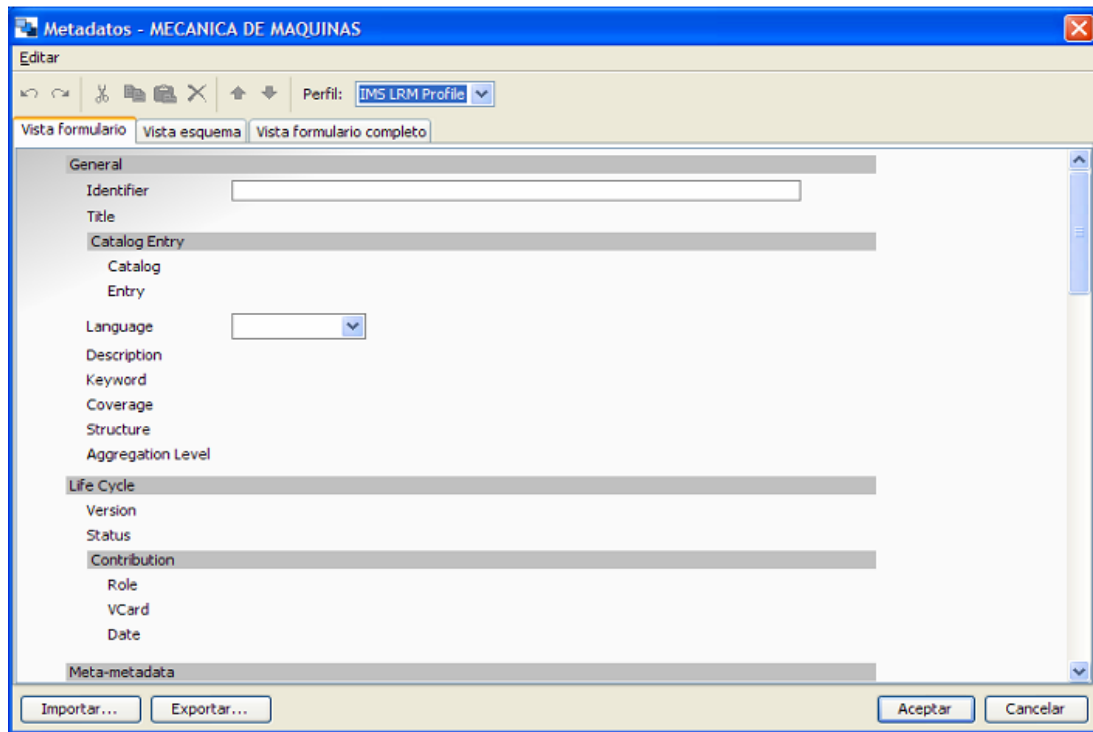 Metadatos - MECANICA DE MAQUINAS
Editar
Perfil: IMS LRM Profile
Vista formulario Vista esquema Vista formulario completo
General
Identifier
Title
Catalog Entry
Catalog
Entry
Language
Description
Keyword
Coverage
Structure
Aggregation Level
Life Cycle
Version
Status
Contribution
Role
VCard
Date
Meta-metadata
Importar... Exportar... Aceptar Cancelar